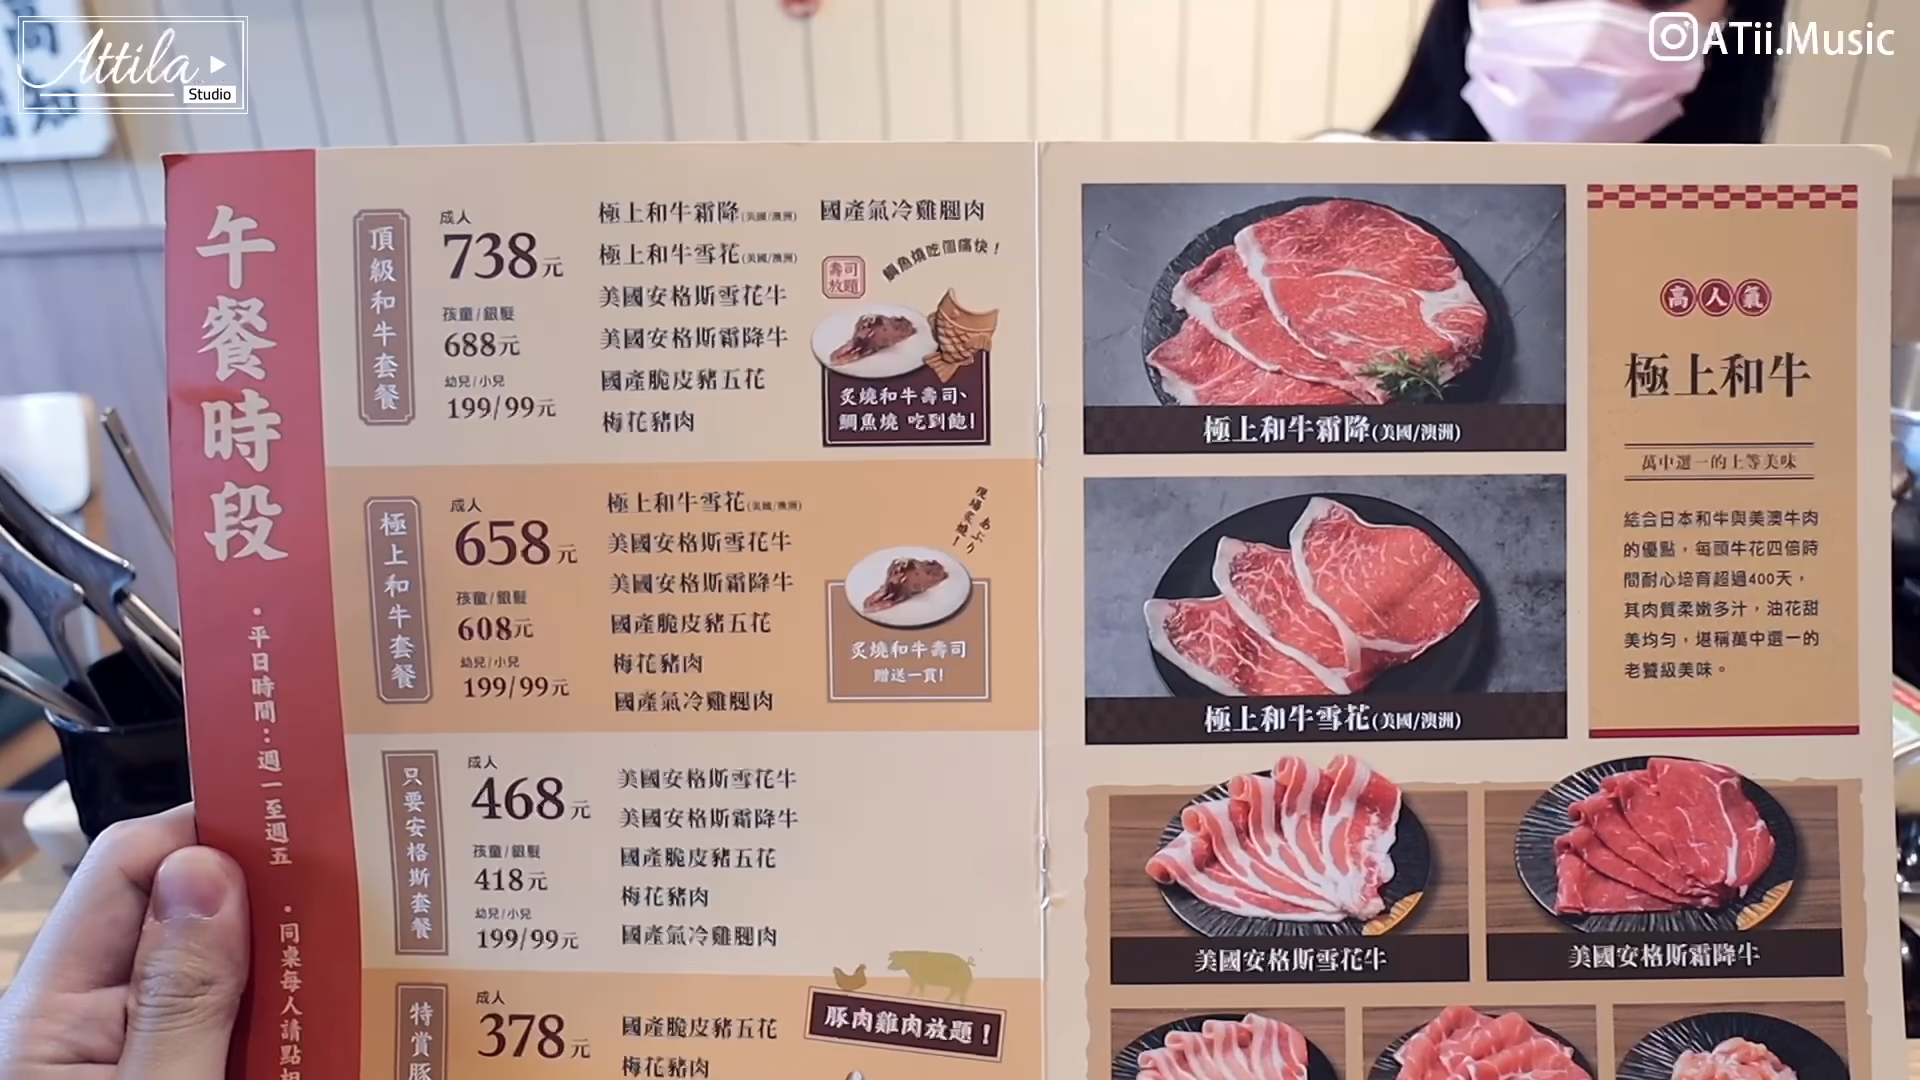 Attila
Studio
ATii.Music
午餐時段
・平日時間：週一至週五
・同桌每人請點相
頂級和牛套餐
成人
738元
孩童/銀髮
688元
幼兒/小兒
199/99元
極上和牛霜降(美國/澳洲)
極上和牛雪花(美國/澳洲)
美國安格斯雪花牛
美國安格斯霜降牛
國產脆皮豬五花
梅花豬肉
國產氣冷雞腿肉
鯛魚燒吃個痛快！
壽司
放題
炙燒和牛壽司、
鯛魚燒 吃到飽!
極上和牛套餐
成人
658元
孩童/銀髮
608元
幼兒/小兒
199/99元
極上和牛雪花(美國/澳洲)
美國安格斯雪花牛
美國安格斯霜降牛
國產脆皮豬五花
梅花豬肉
國產氣冷雞腿肉
現場炙燒！
あぶり
炙燒和牛壽司
贈送一貫!
只要安格斯套餐
成人
468元
孩童/銀髮
418元
幼兒/小兒
199/99元
美國安格斯雪花牛
美國安格斯霜降牛
國產脆皮豬五花
梅花豬肉
國產氣冷雞腿肉
特賞豚
成人
378元
國產脆皮豬五花
梅花豬肉
豚肉雞肉放題！
極上和牛霜降(美國/澳洲)
極上和牛雪花(美國/澳洲)
高人氣
極上和牛
萬中選一的上等美味
結合日本和牛與美澳牛肉
的優點，每頭牛花四倍時
間耐心培育超過400天，
其肉質柔嫩多汁，油花甜
美均勻，堪稱萬中選一的
老饕級美味。
美國安格斯雪花牛
美國安格斯霜降牛